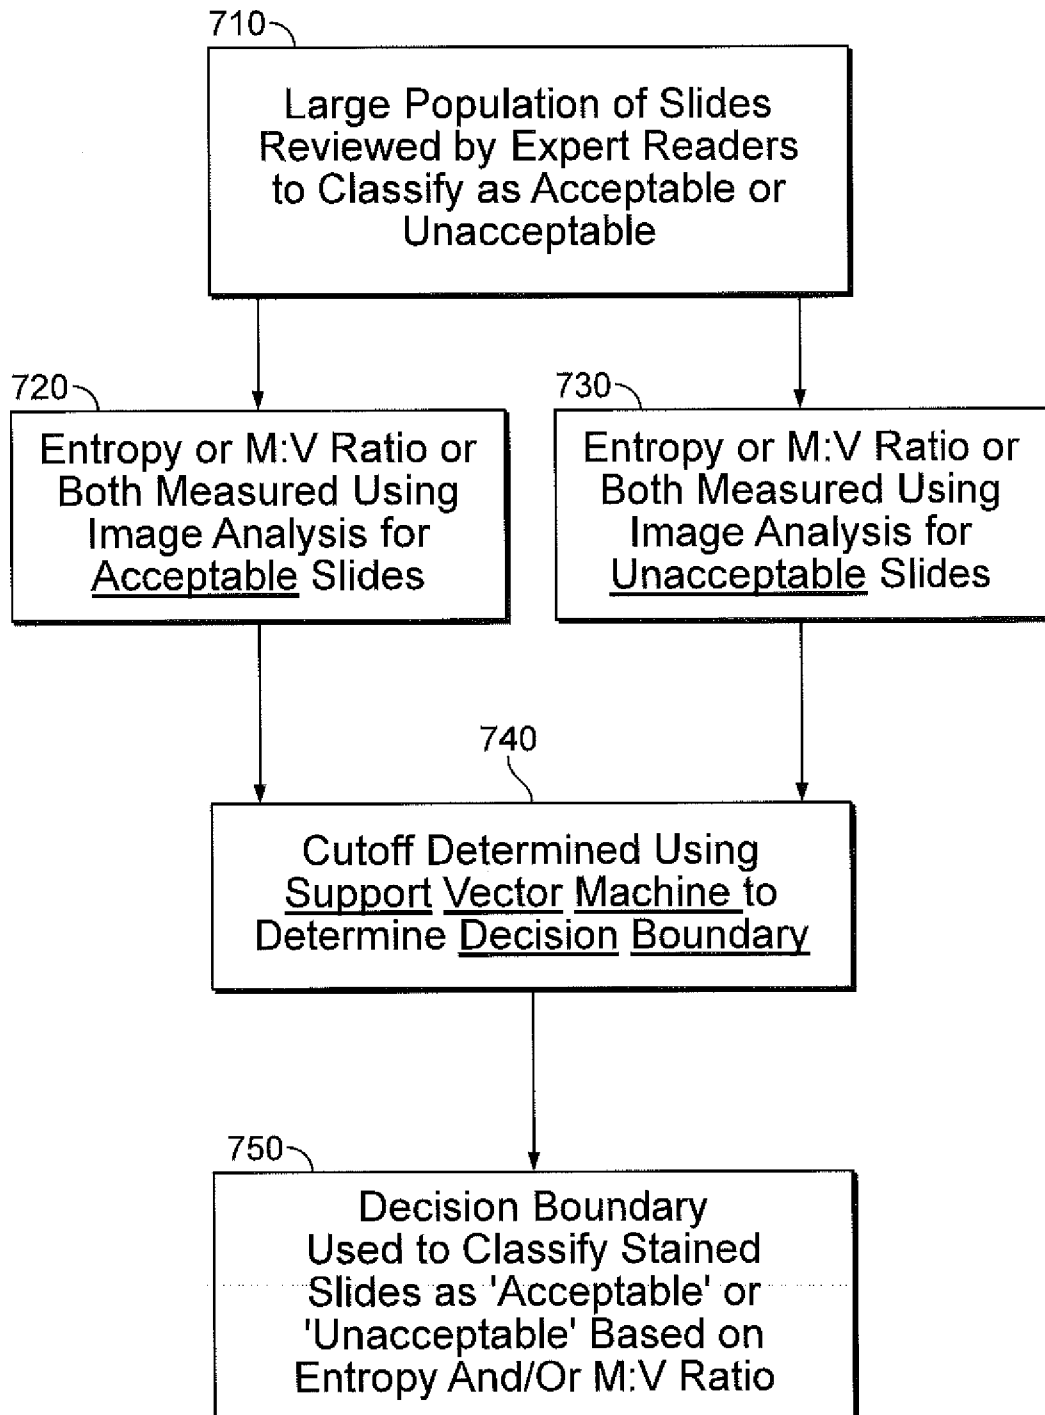 710
Large Population of Slides
Reviewed by Expert Readers
to Classify as Acceptable or
Unacceptable
720
Entropy or M:V Ratio or
Both Measured Using
Image Analysis for
Acceptable Slides
730
Entropy or M:V Ratio or
Both Measured Using
Image Analysis for
Unacceptable Slides
740
Cutoff Determined Using
Support Vector Machine to
Determine Decision Boundary
750
Decision Boundary
Used to Classify Stained
Slides as 'Acceptable' or
'Unacceptable' Based on
Entropy And/Or M:V Ratio